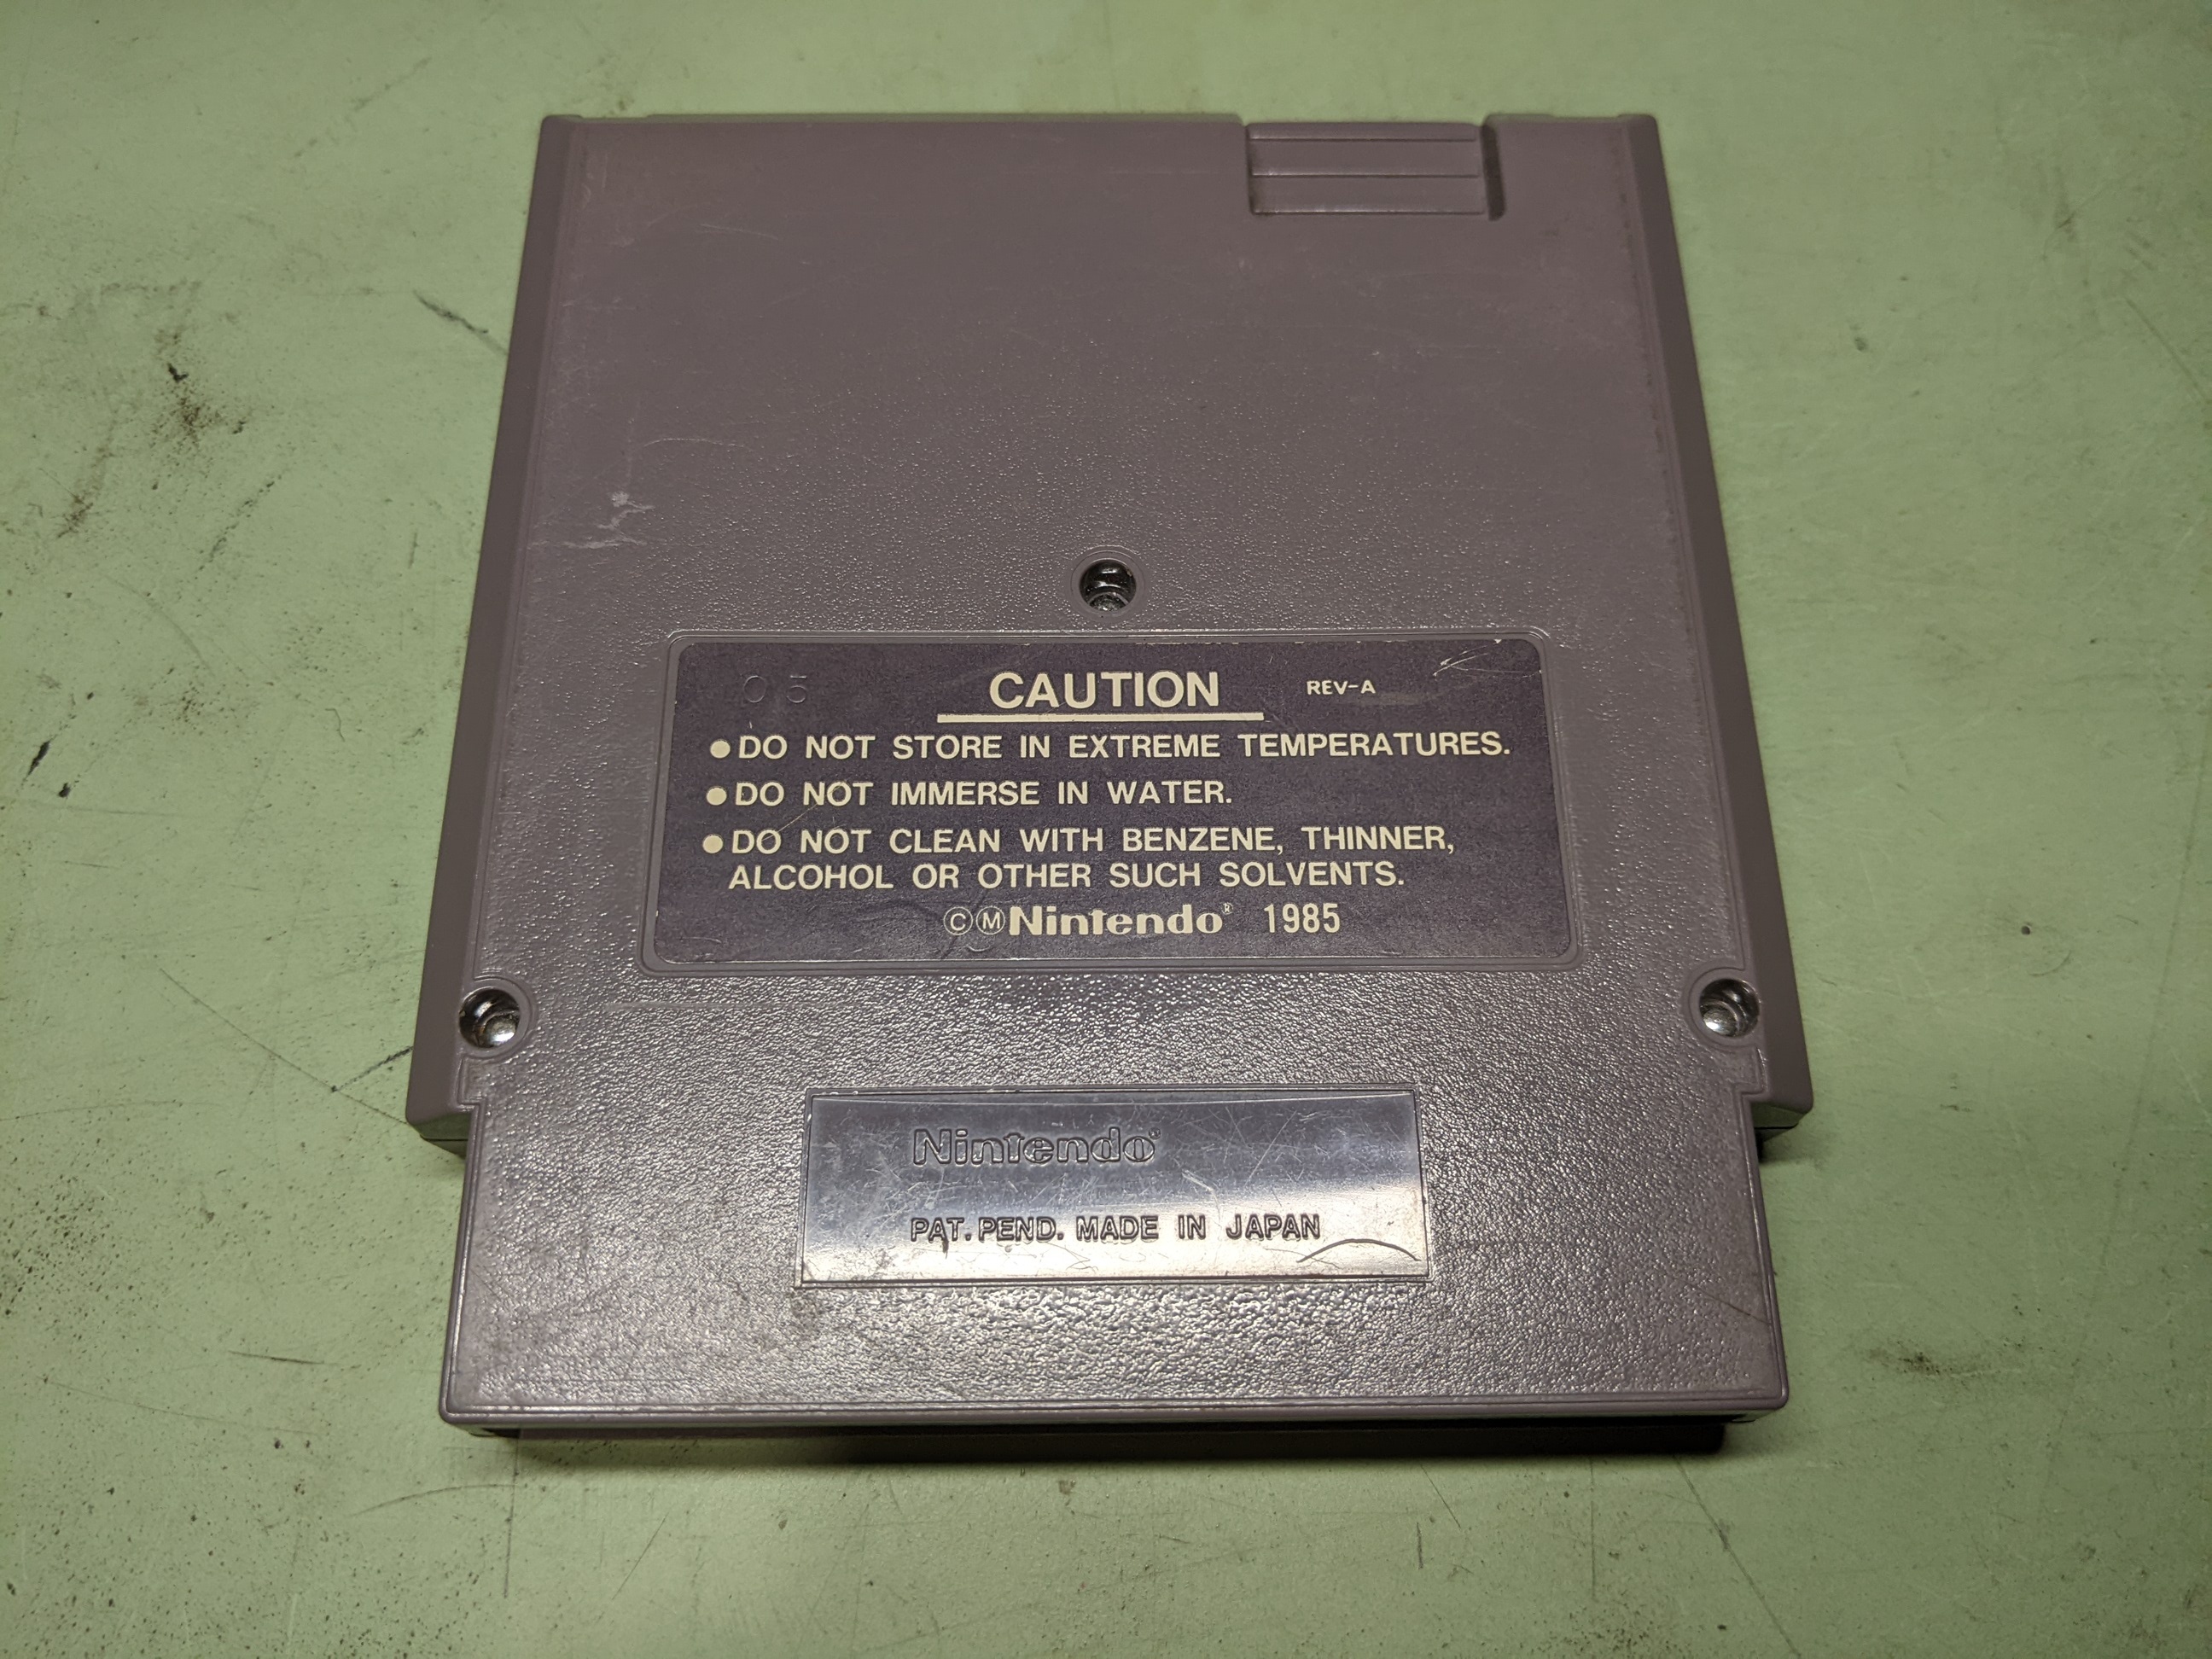 05
CAUTION REV-A
●DO NOT STORE IN EXTREME TEMPERATURES.
●DO NOT IMMERSE IN WATER.
●DO NOT CLEAN WITH BENZENE, THINNER,
ALCOHOL OR OTHER SUCH SOLVENTS.
ⒸⓂNintendo® 1985
Nintendo®
PAT. PEND. MADE IN JAPAN